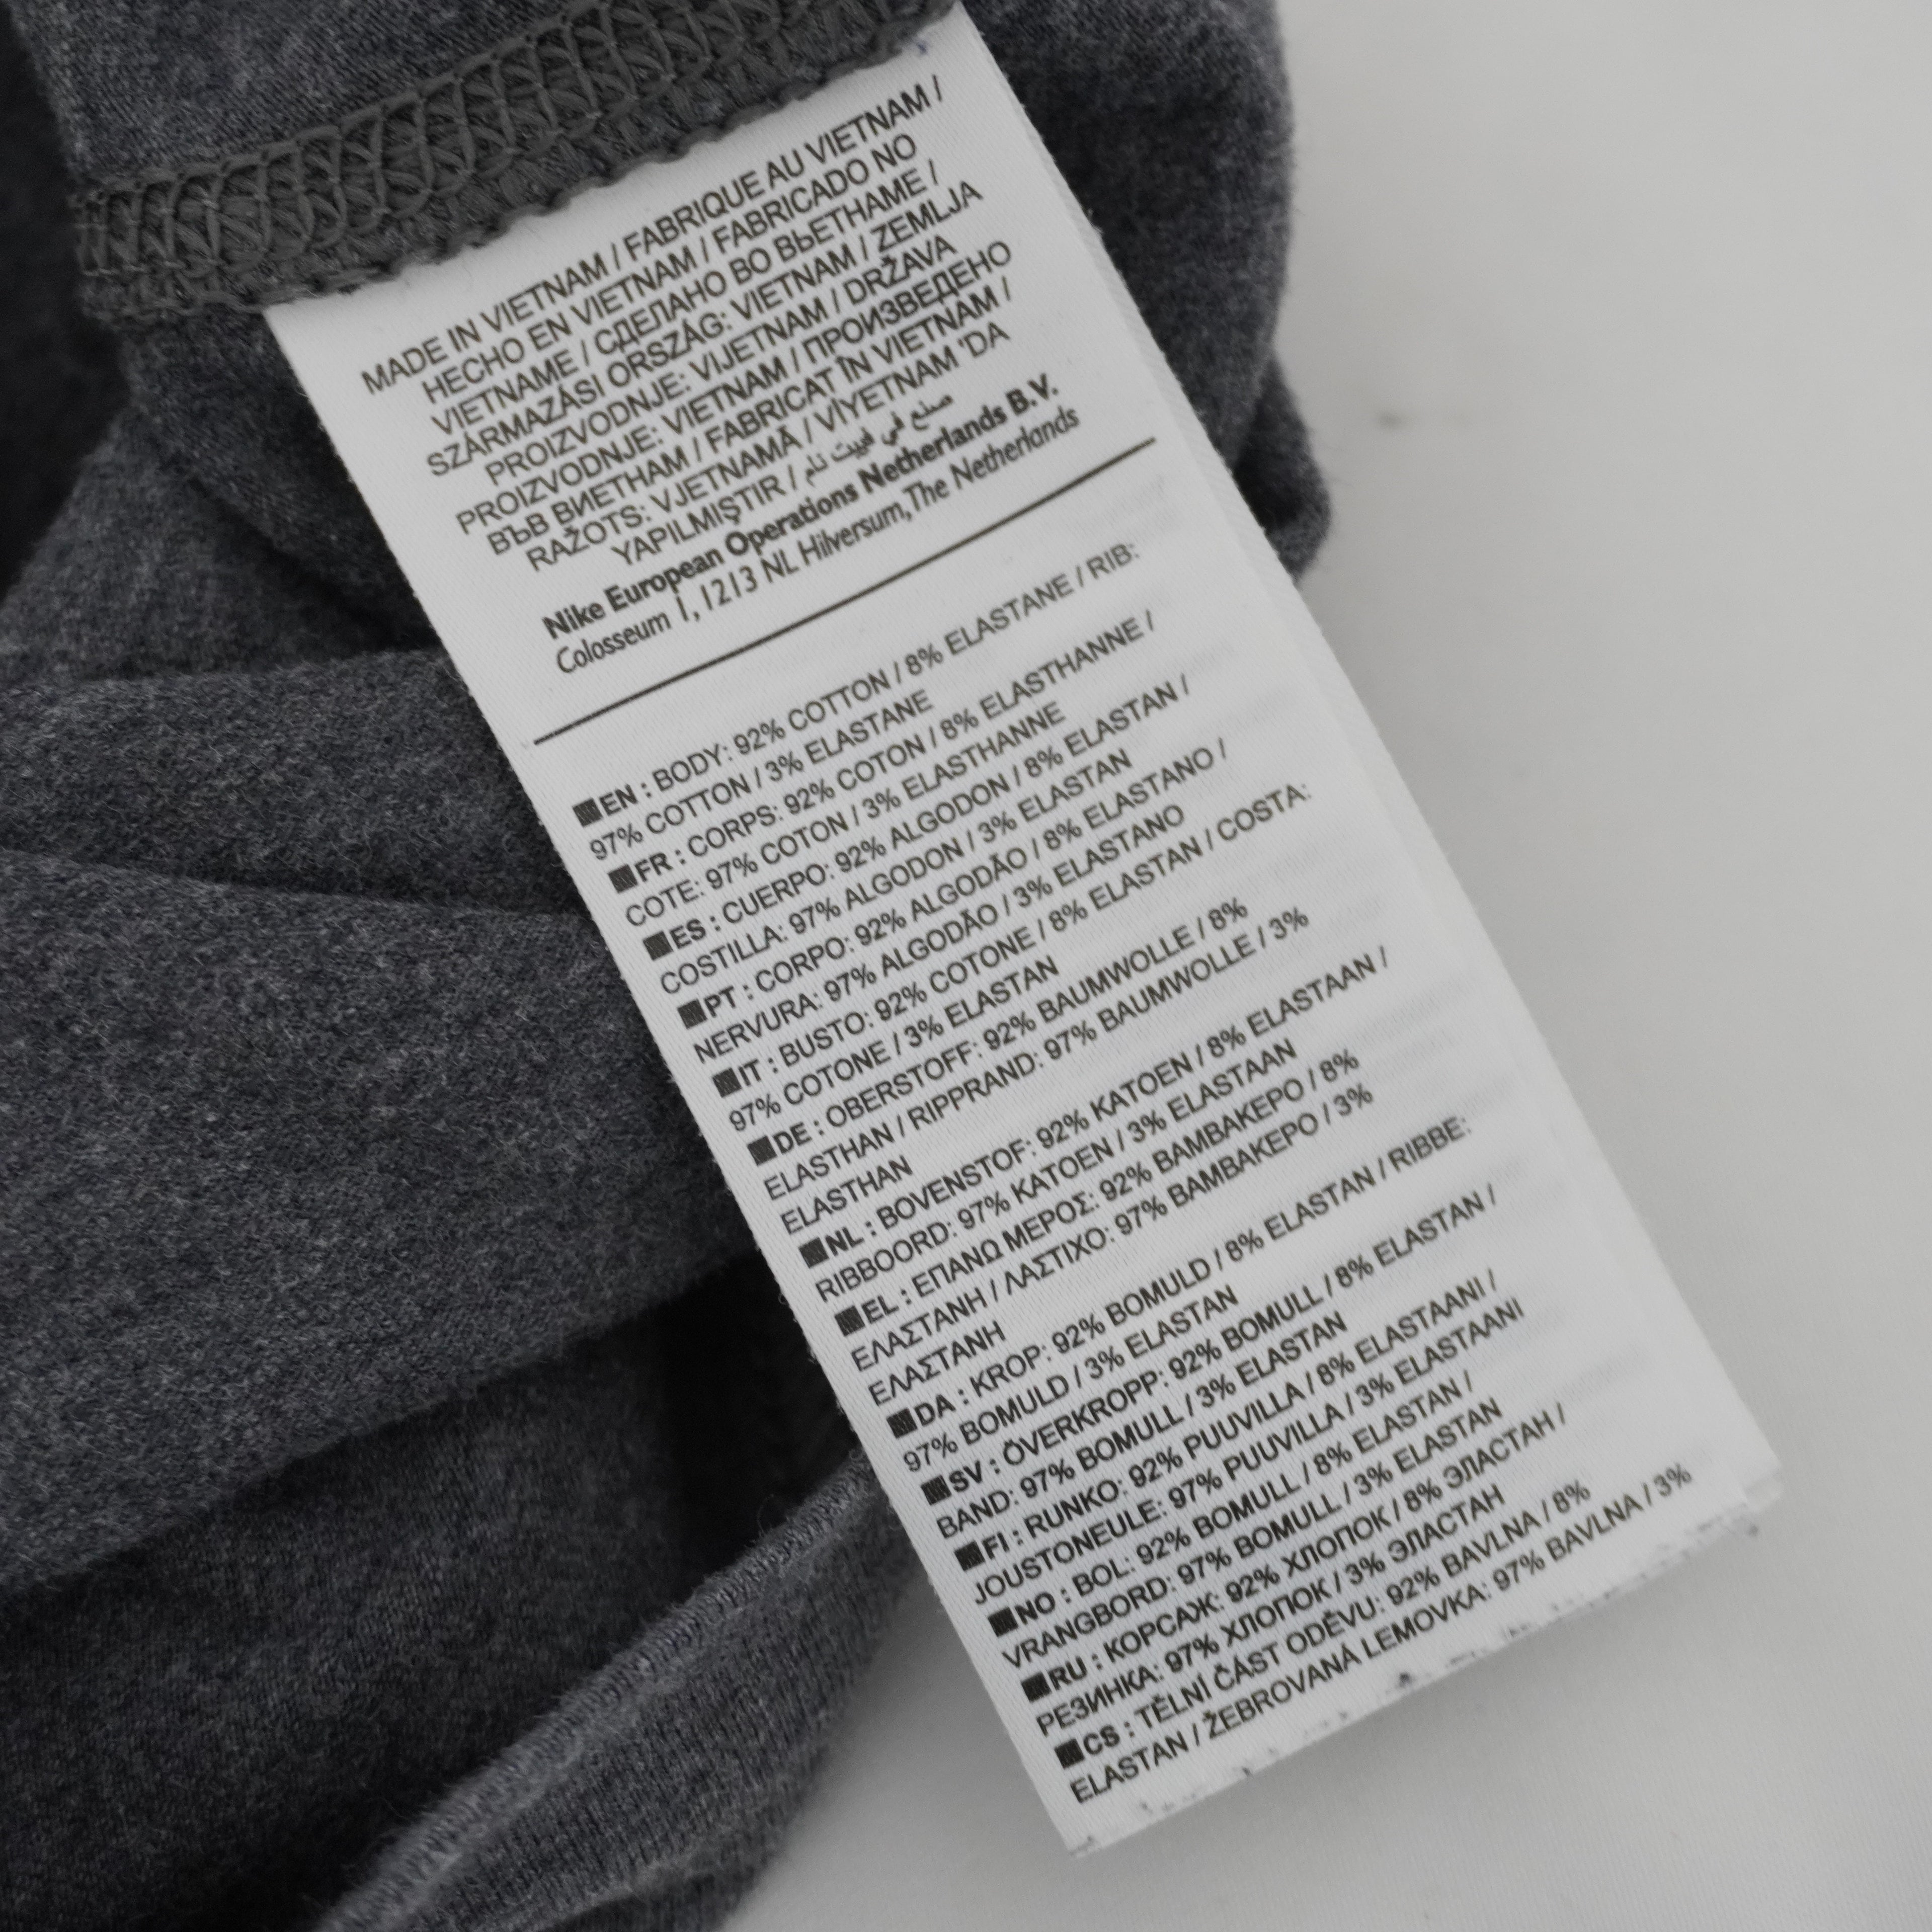 MADE IN VIETNAM / FABRIQUE AU VIETNAM /
HECHO EN VIETNAM / FABRICADO NO
VIETNAME / СДЕЛАНО ВО ВЬЕТНАМЕ /
SZÁRMAZÁSI ORSZÁG: VIETNAM / ZEMLJA
PROIZVODNJE: VIJETNAM / DRŽAVA
PROIZVODNJE: VIETNAM / ПРОИЗВЕДЕНО
ВЪВ ВИЕТНАМ / FABRICAT ÎN VIETNAM /
RAŽOTS: VJETNAMĀ / VİYETNAM 'DA
YAPILMIŞTIR / صنع في فييت نام
Nike European Operations Netherlands B.V.
Colosseum 1, 1213 NL Hilversum, The Netherlands
EN : BODY: 92% COTTON / 8% ELASTANE / RIB:
97% COTTON / 3% ELASTANE
FR : CORPS: 92% COTON / 8% ELASTHANNE /
COTE: 97% COTON / 3% ELASTHANNE
ES : CUERPO: 92% ALGODON / 8% ELASTAN /
COSTILLA: 97% ALGODON / 3% ELASTAN
PT : CORPO: 92% ALGODÃO / 8% ELASTANO /
NERVURA: 97% ALGODÃO / 3% ELASTANO
IT : BUSTO: 92% COTONE / 8% ELASTAN / COSTA:
97% COTONE / 3% ELASTAN
DE : OBERSTOFF: 92% BAUMWOLLE / 8%
ELASTHAN / RIPPRAND: 97% BAUMWOLLE / 3%
ELASTHAN
NL : BOVENSTOF: 92% KATOEN / 8% ELASTAAN /
RIBBOORD: 97% KATOEN / 3% ELASTAAN
EL : ΕΠΑΝΩ ΜΕΡΟΣ: 92% ΒΑΜΒΑΚΕΡΟ / 8%
ΕΛΑΣΤΑΝΗ / ΛΑΣΤΙΧΟ: 97% ΒΑΜΒΑΚΕΡΟ / 3%
ΕΛΑΣΤΑΝΗ
DA : KROP: 92% BOMULD / 8% ELASTAN / RIBBE:
97% BOMULD / 3% ELASTAN
SV : ÖVERKROPP: 92% BOMULL / 8% ELASTAN /
BAND: 97% BOMULL / 3% ELASTAN
FI : RUNKO: 92% PUUVILLA / 8% ELASTAANI /
JOUSTONEULE: 97% PUUVILLA / 3% ELASTAANI
NO : BOL: 92% BOMULL / 8% ELASTAN /
VRANGBORD: 97% BOMULL / 3% ELASTAN
RU : КОРСАЖ: 92% ХЛОПОК / 8% ЭЛАСТАН /
РЕЗИНКА: 97% ХЛОПОК / 3% ЭЛАСТАН
CS : TĚLNÍ ČÁST ODĚVU: 92% BAVLNA / 8%
ELASTAN / ŽEBROVANÁ LEMOVKA: 97% BAVLNA / 3%